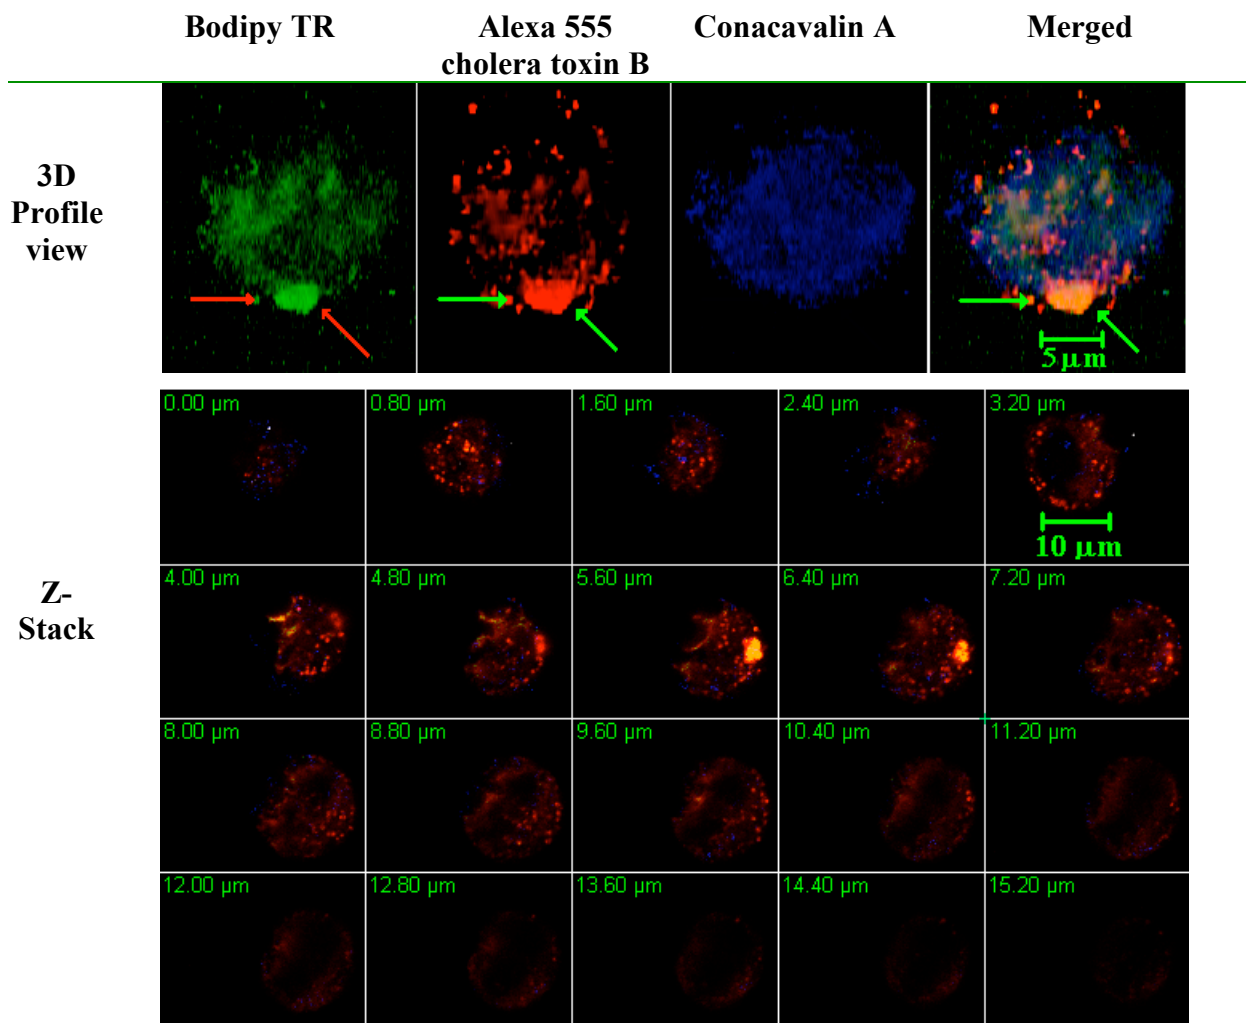 Bodipy TR
Alexa 555
cholera toxin B
Conacavalin A
Merged
3D
Profile
view
5 µm
Z-
Stack
0.00 µm
0.80 µm
1.60 µm
2.40 µm
3.20 µm
10 µm
4.00 µm
4.80 µm
5.60 µm
6.40 µm
7.20 µm
8.00 µm
8.80 µm
9.60 µm
10.40 µm
11.20 µm
12.00 µm
12.80 µm
13.60 µm
14.40 µm
15.20 µm